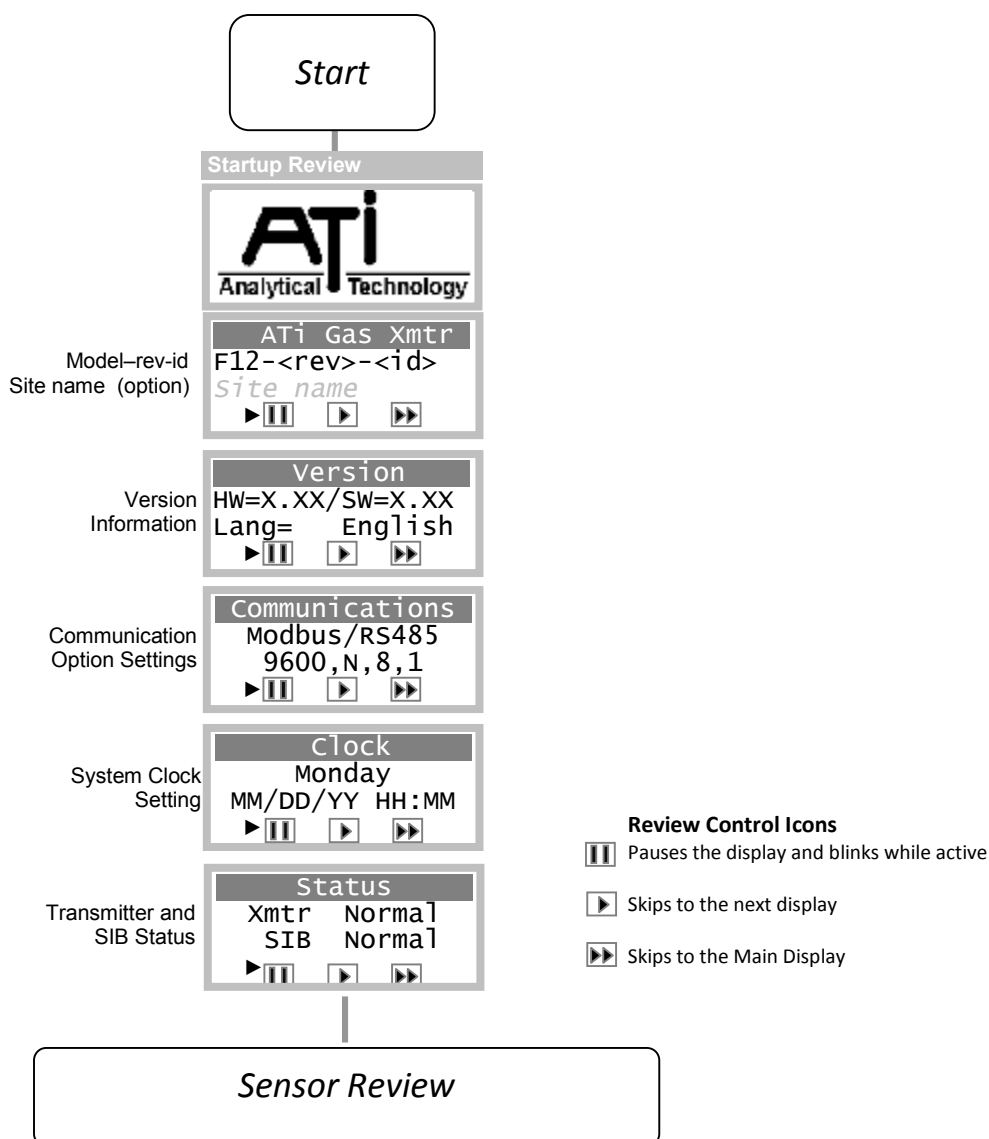 Start
Startup Review
ATi
Analytical Technology
ATi Gas Xmtr
Model–rev-id
F12-<rev>-<id>
Site name (option)
Site name
Version
Version
HW=X.XX/SW=X.XX
Information
Lang= English
Communications
Communication
Modbus/RS485
Option Settings
9600,N,8,1
Clock
System Clock
Monday
Setting
MM/DD/YY HH:MM
Review Control Icons
Pauses the display and blinks while active
Status
Transmitter and
Xmtr Normal
Skips to the next display
SIB Status
SIB Normal
Skips to the Main Display
Sensor Review